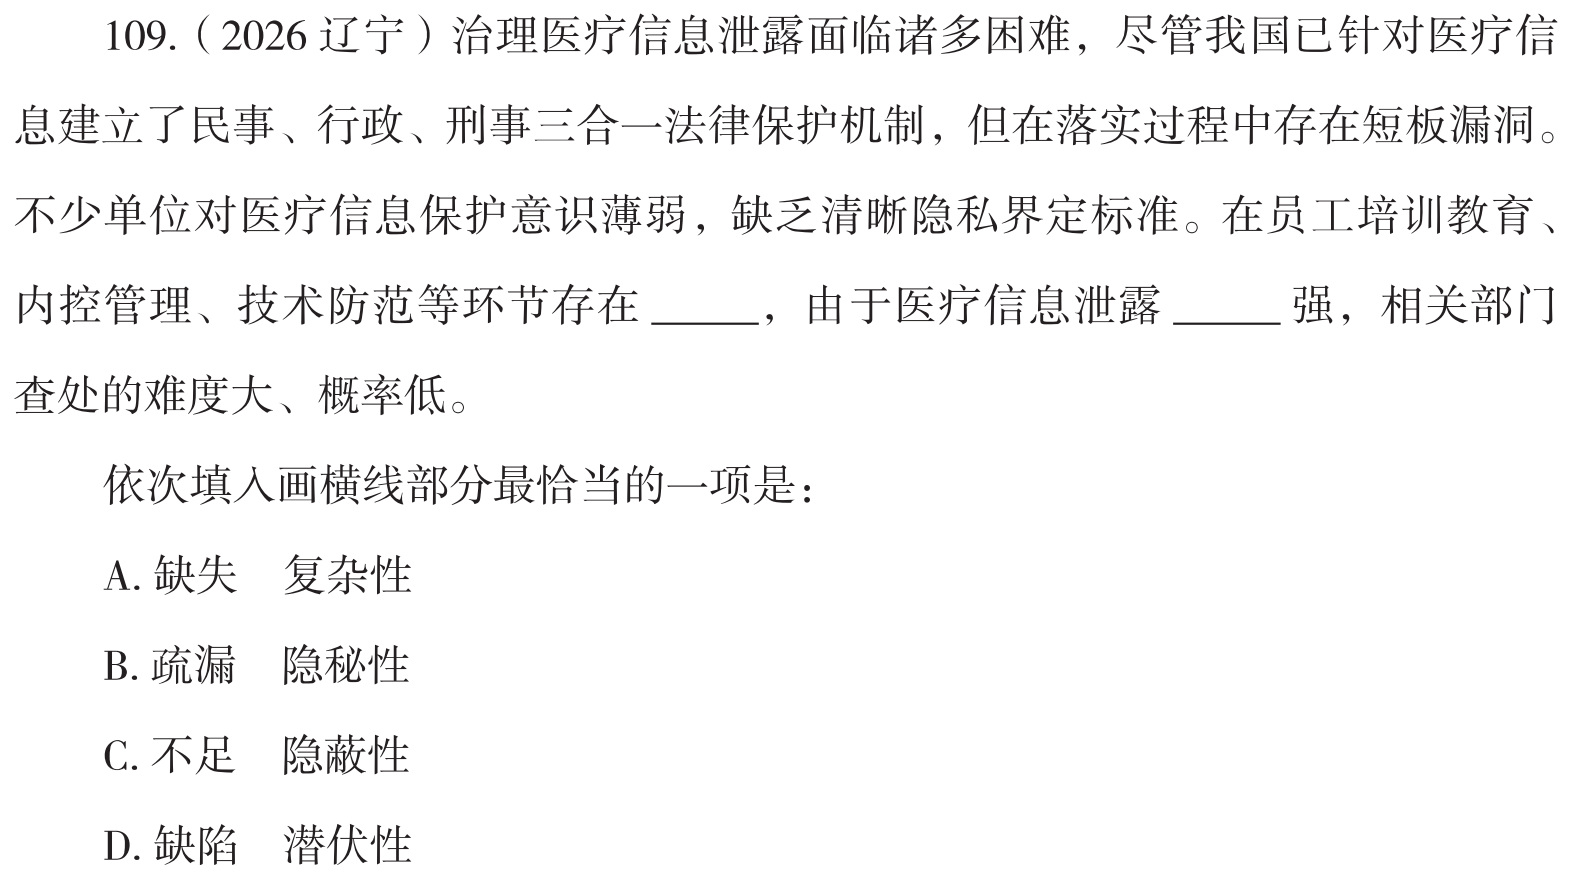 109.（2026 辽宁）治理医疗信息泄露面临诸多困难，尽管我国已针对医疗信
息建立了民事、行政、刑事三合一法律保护机制，但在落实过程中存在短板漏洞。
不少单位对医疗信息保护意识薄弱，缺乏清晰隐私界定标准。在员工培训教育、
内控管理、技术防范等环节存在 _____，由于医疗信息泄露 _____ 强，相关部门
查处的难度大、概率低。
依次填入画横线部分最恰当的一项是：
A. 缺失　复杂性
B. 疏漏　隐秘性
C. 不足　隐蔽性
D. 缺陷　潜伏性